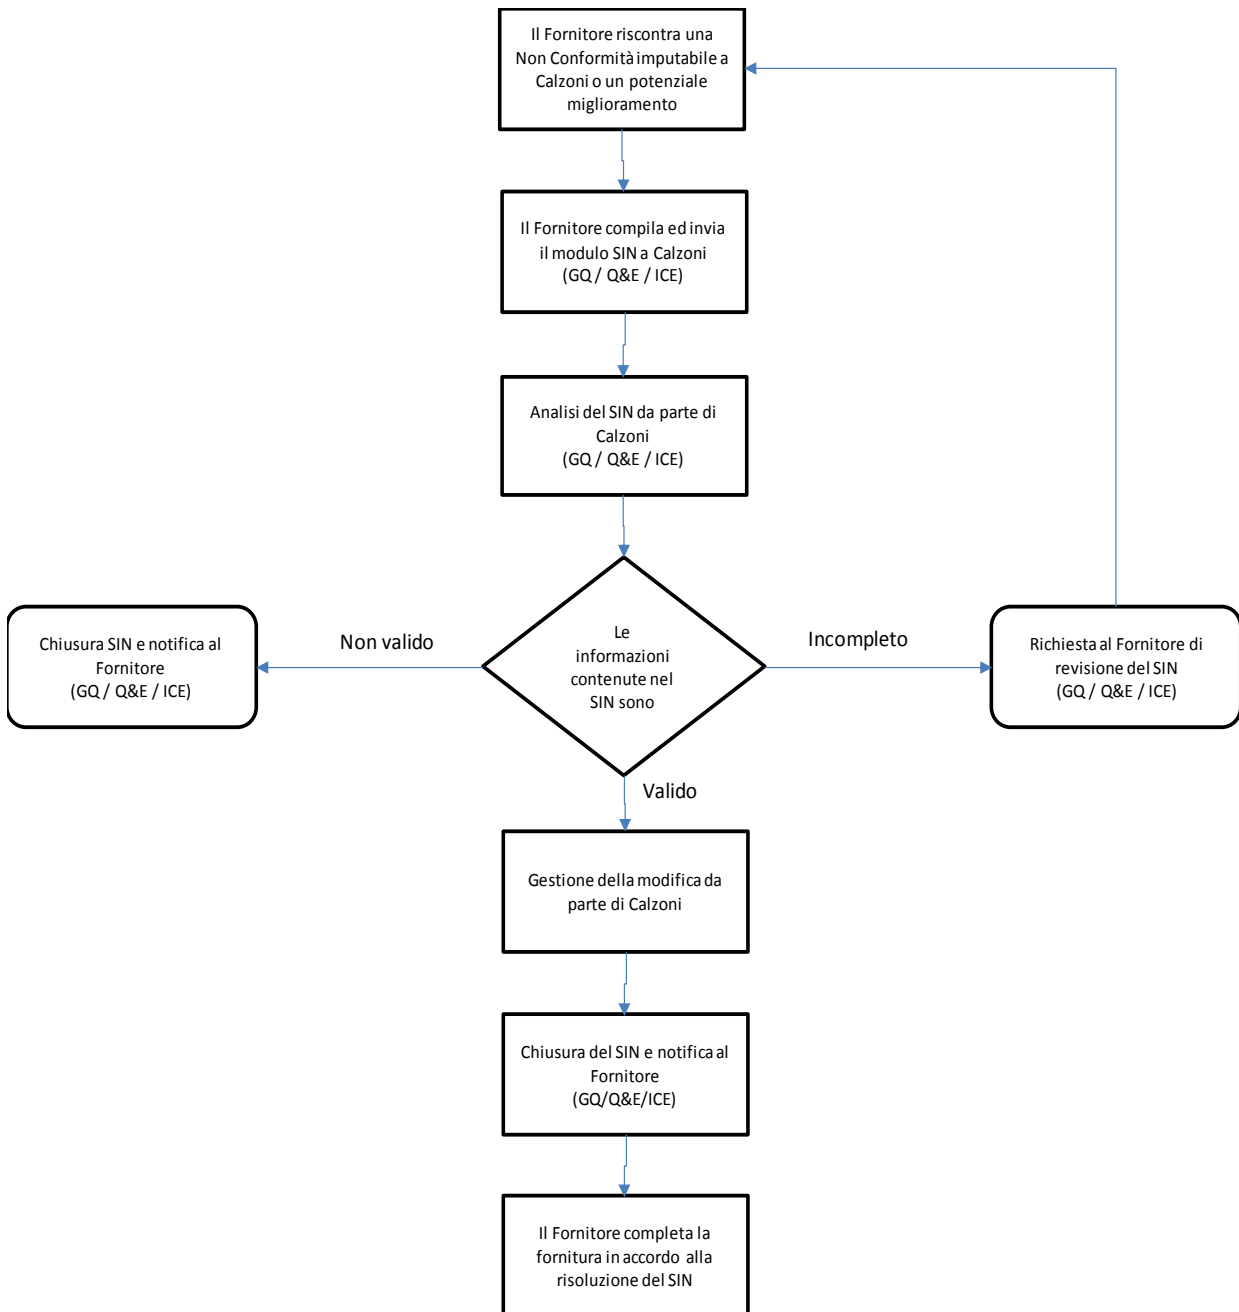 Il Fornitore riscontra una
Non Conformità imputabile a
Calzoni o un potenziale
miglioramento
Il Fornitore compila ed invia
il modulo SIN a Calzoni
(GQ / Q&E / ICE)
Analisi del SIN da parte di
Calzoni
(GQ / Q&E / ICE)
Chiusura SIN e notifica al
Fornitore
(GQ / Q&E / ICE)
Non valido
Le
informazioni
contenute nel
SIN sono
Incompleto
Richiesta al Fornitore di
revisione del SIN
(GQ / Q&E / ICE)
Valido
Gestione della modifica da
parte di Calzoni
Chiusura del SIN e notifica al
Fornitore
(GQ/Q&E/ICE)
Il Fornitore completa la
fornitura in accordo alla
risoluzione del SIN